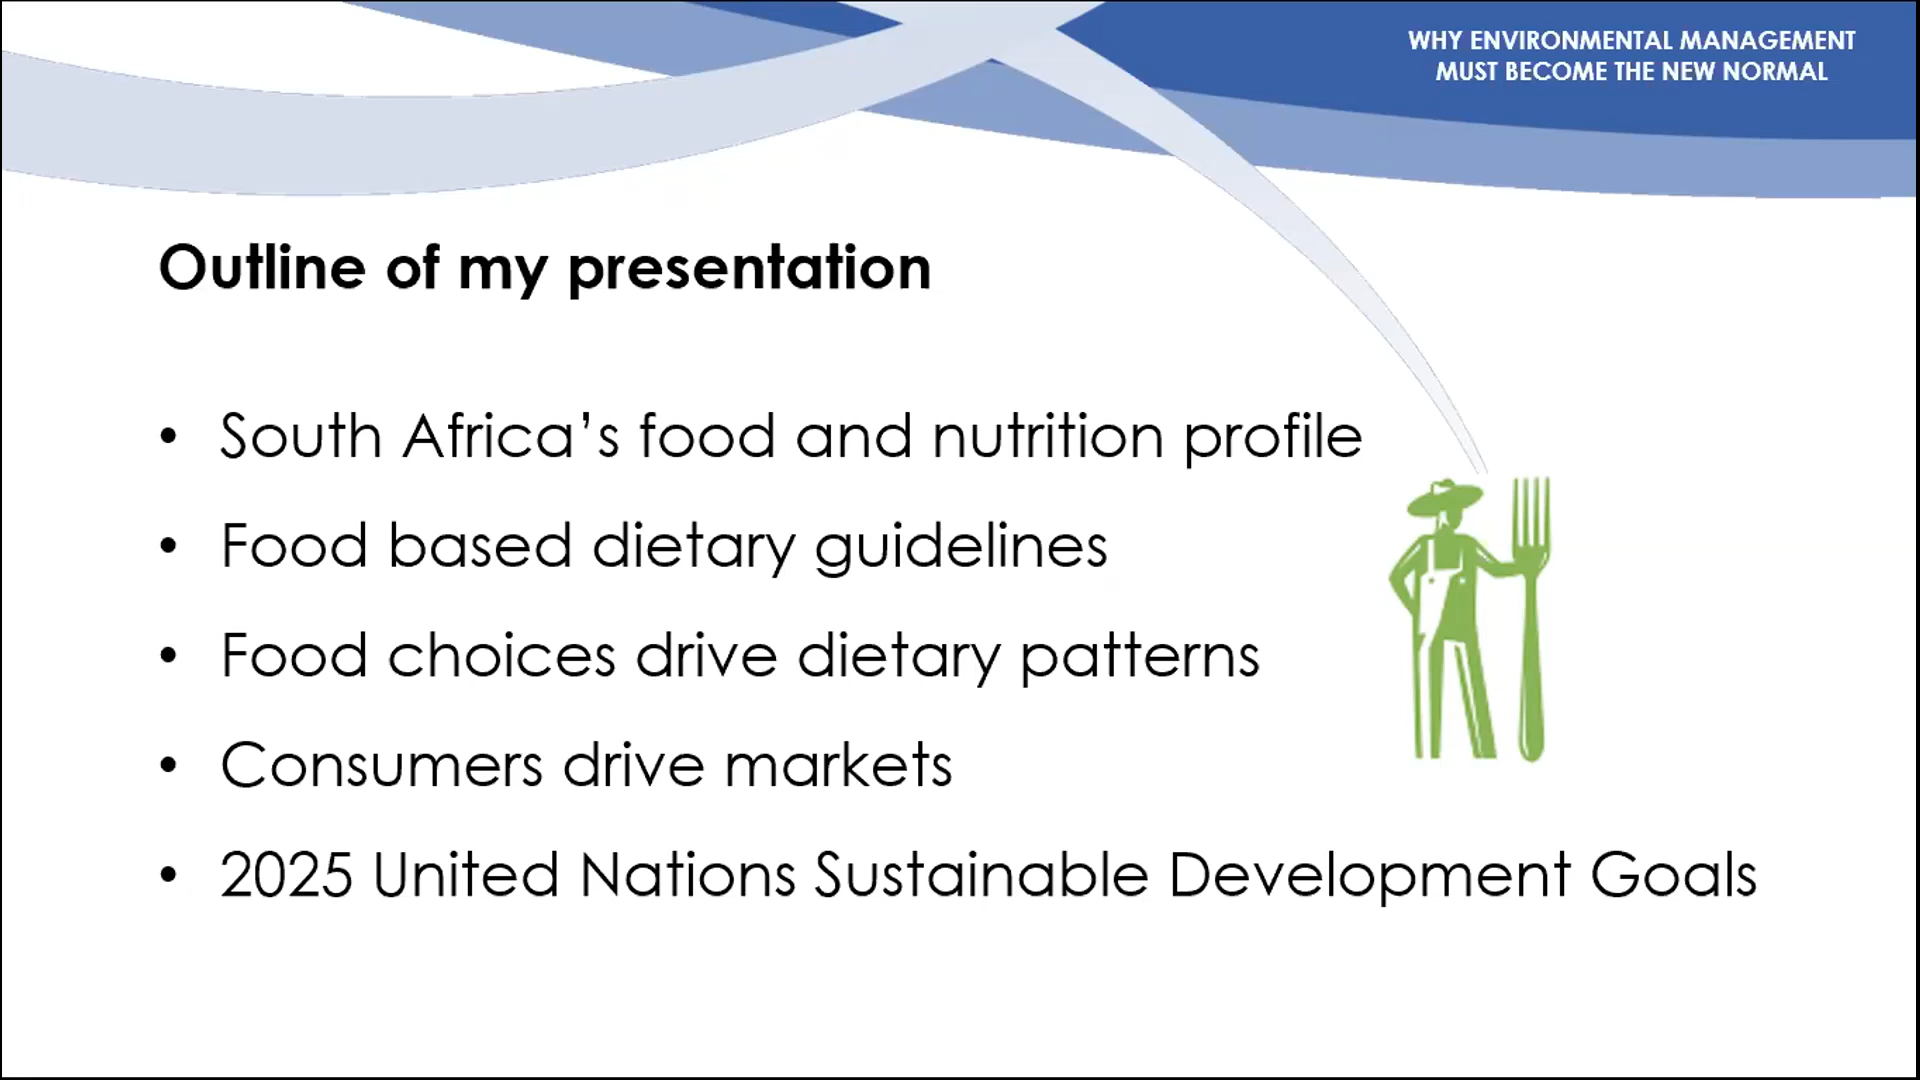 WHY ENVIRONMENTAL MANAGEMENT
MUST BECOME THE NEW NORMAL
Outline of my presentation
• South Africa’s food and nutrition profile
• Food based dietary guidelines
• Food choices drive dietary patterns
• Consumers drive markets
• 2025 United Nations Sustainable Development Goals